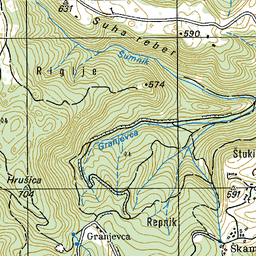 631
Suha reber
590
Šumnik
Riglje
574
Granjevca
Štuki
Hrušica
704
591
Repnik
Granjevca
Škam